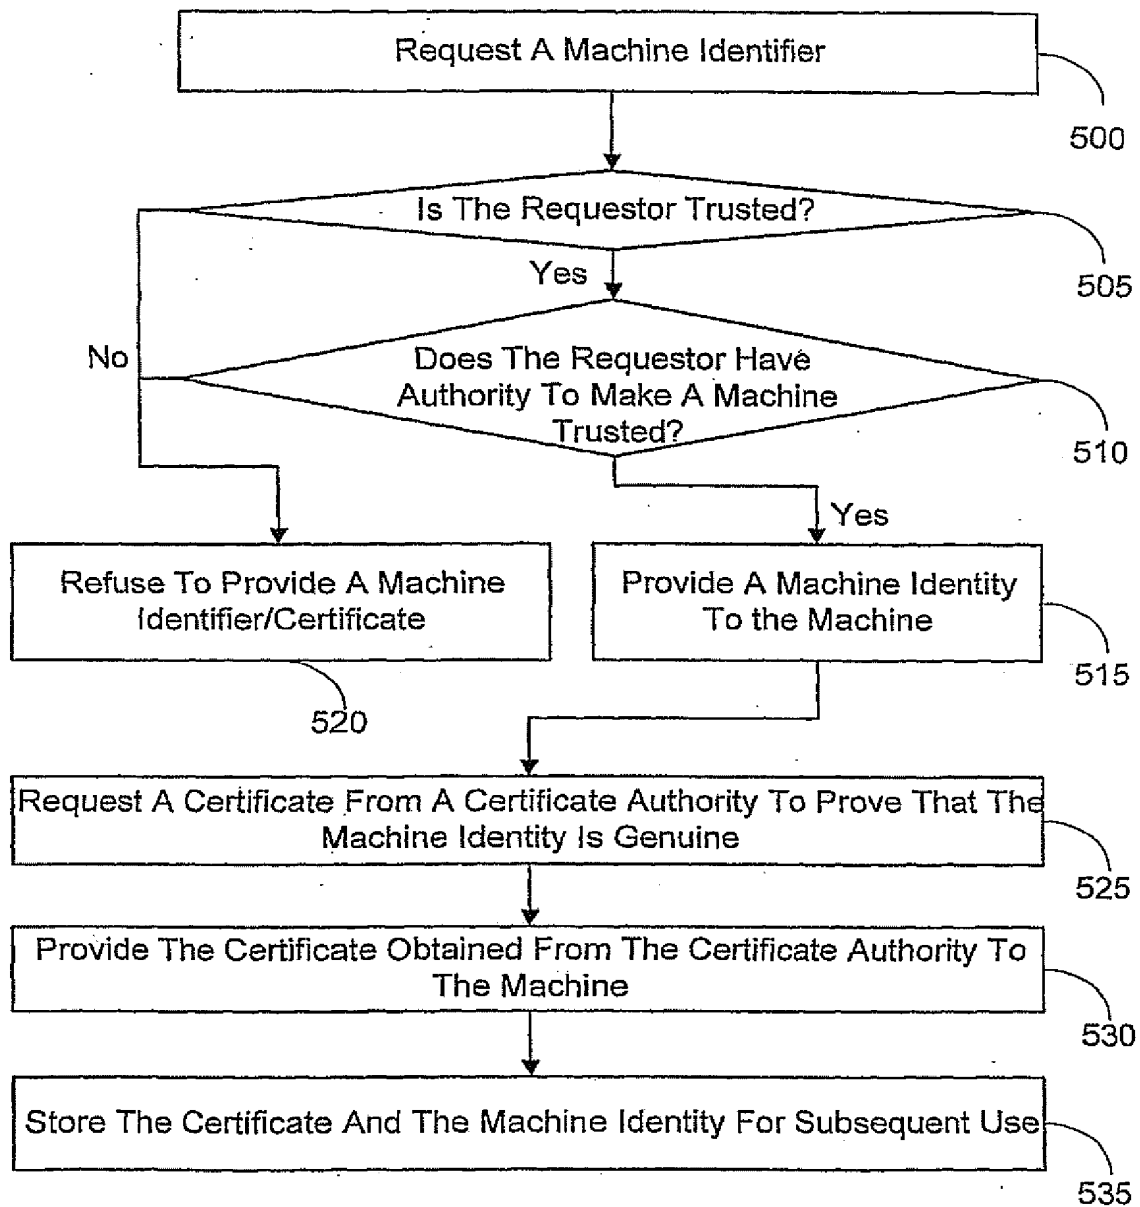 Request A Machine Identifier
500
Is The Requestor Trusted?
505
Yes
No
Does The Requestor Have
Authority To Make A Machine
Trusted?
510
Yes
Refuse To Provide A Machine
Identifier/Certificate
520
Provide A Machine Identity
To the Machine
515
Request A Certificate From A Certificate Authority To Prove That The
Machine Identity Is Genuine
525
Provide The Certificate Obtained From The Certificate Authority To
The Machine
530
Store The Certificate And The Machine Identity For Subsequent Use
535